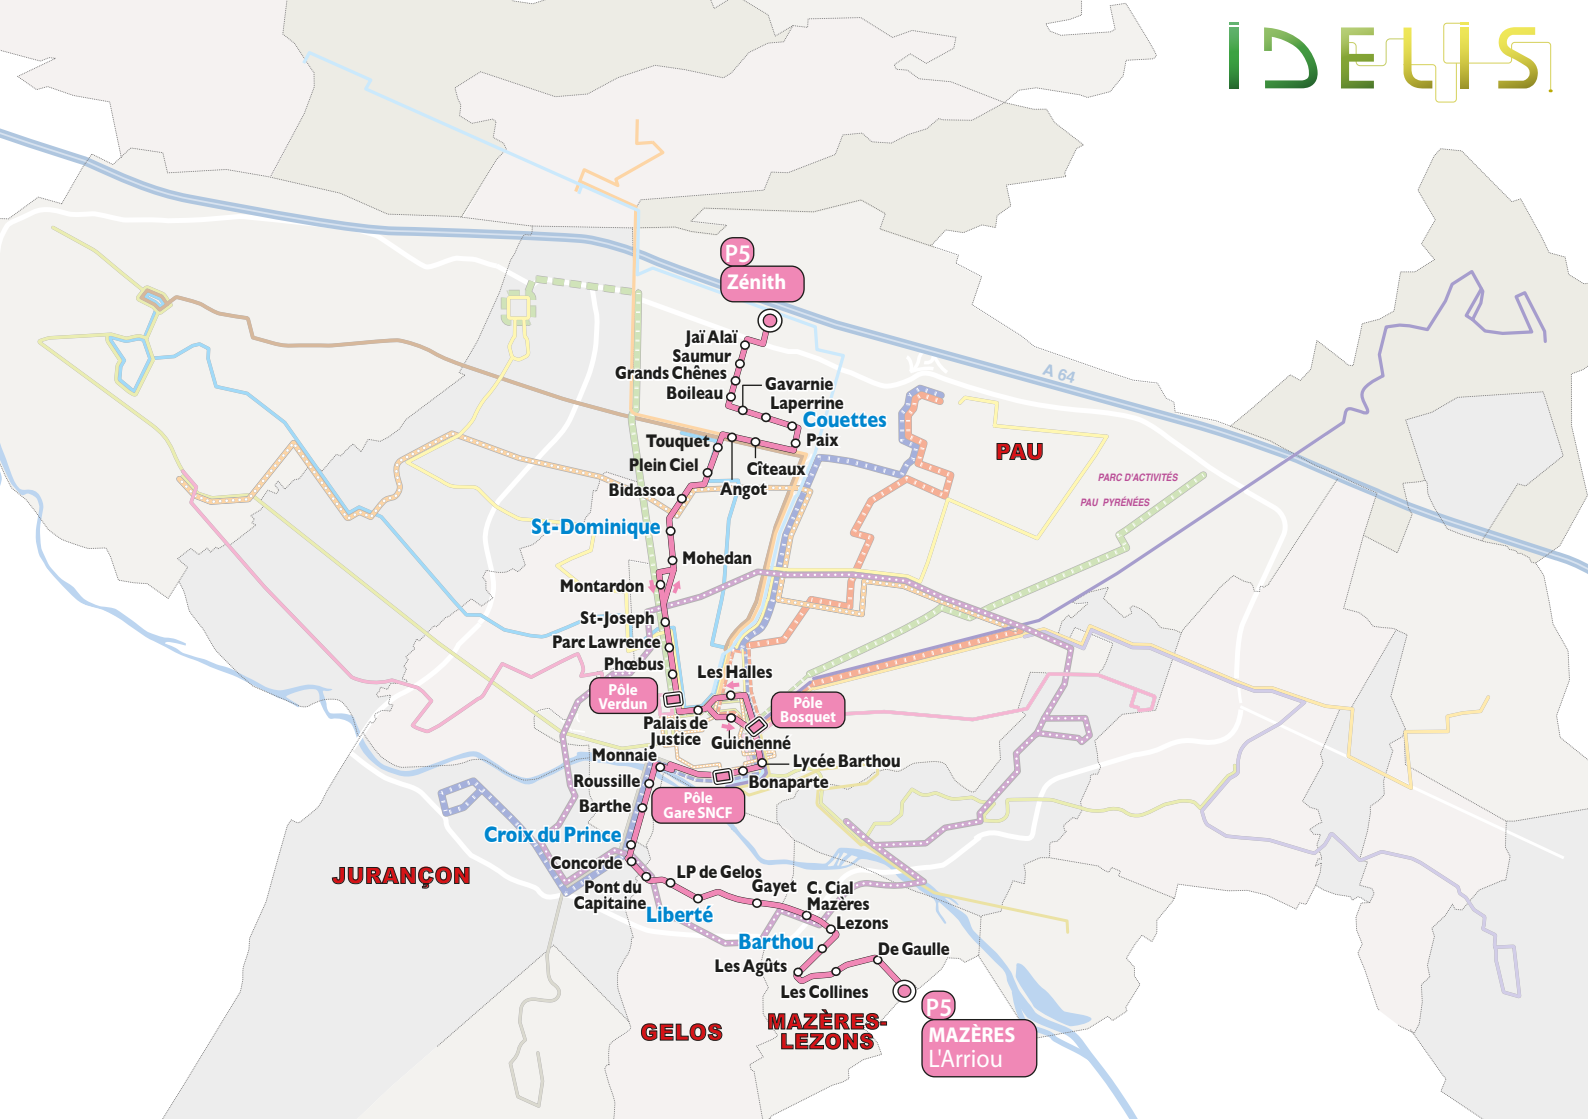 IDELIS
P5
Zénith
Jaï Alaï
Saumur
Grands Chênes
Boileau
Gavarnie
Laperrine
Couettes
Paix
Touquet
Cîteaux
Plein Ciel
Angot
Bidassoa
St-Dominique
Mohedan
Montardon
St-Joseph
Parc Lawrence
Phœbus
Les Halles
Pôle
Verdun
Pôle
Bosquet
Palais de
Justice
Guichenné
Monnaie
Lycée Barthou
Roussille
Bonaparte
Barthe
Pôle
Gare SNCF
Croix du Prince
Concorde
Pont du
Capitaine
LP de Gelos
Liberté
Gayet
C. Cial
Mazères
Lezons
Barthou
De Gaulle
Les Agûts
Les Collines
P5
MAZÈRES
L'Arriou
A 64
PAU
PARC D'ACTIVITÉS
PAU PYRÉNÉES
JURANÇON
GELOS
MAZÈRES-
LEZONS